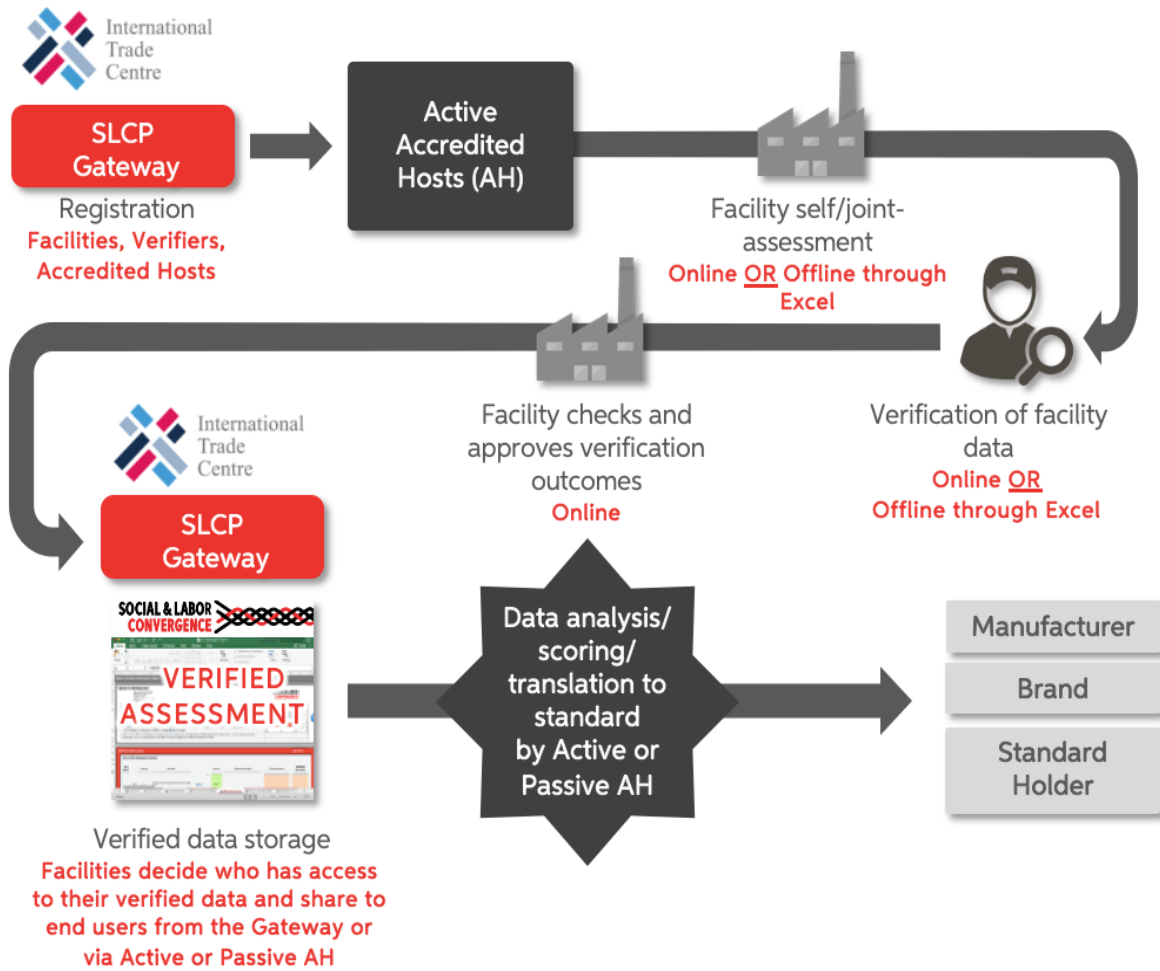 International
Trade
Centre
SLCP
Gateway
Registration
Facilities, Verifiers,
Accredited Hosts
Active
Accredited
Hosts (AH)
Facility self/joint-
assessment
Online OR Offline through
Excel
Verification of facility
data
Online OR
Offline through Excel
Facility checks and
approves verification
outcomes
Online
International
Trade
Centre
SLCP
Gateway
SOCIAL & LABOR
CONVERGENCE
VERIFIED
ASSESSMENT
Verified data storage
Facilities decide who has access
to their verified data and share to
end users from the Gateway or
via Active or Passive AH
Data analysis/
scoring/
translation to
standard
by Active or
Passive AH
Manufacturer
Brand
Standard
Holder